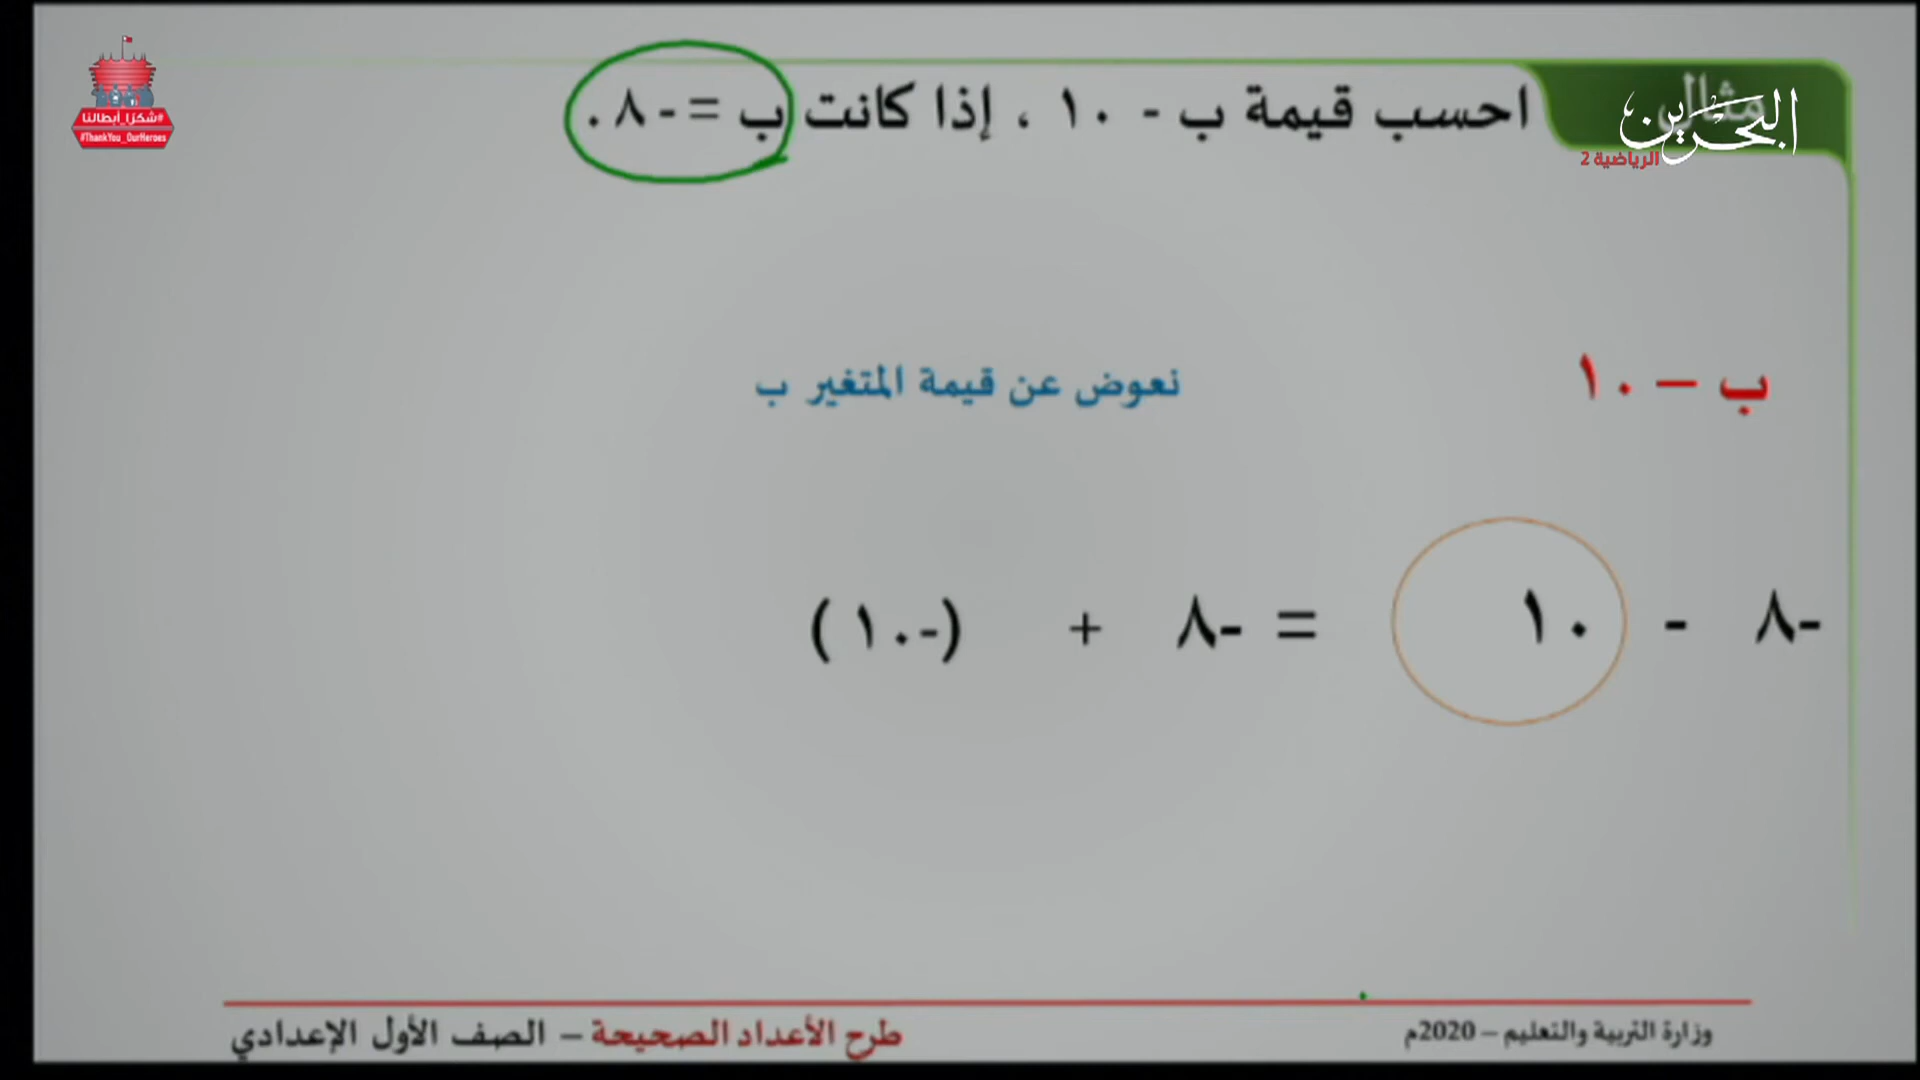 #شكرا_أبطالنا
#ThankYou_OurHeroes
البحرين
الرياضية 2
مثال
احسب قيمة ب - ١٠ ، إذا كانت ب = -٨ .
ب – ١٠
نعوض عن قيمة المتغير ب
-٨ - ١٠ = -٨ + (-١٠)
وزارة التربية والتعليم – 2020م
طرح الأعداد الصحيحة – الصف الأول الإعدادي